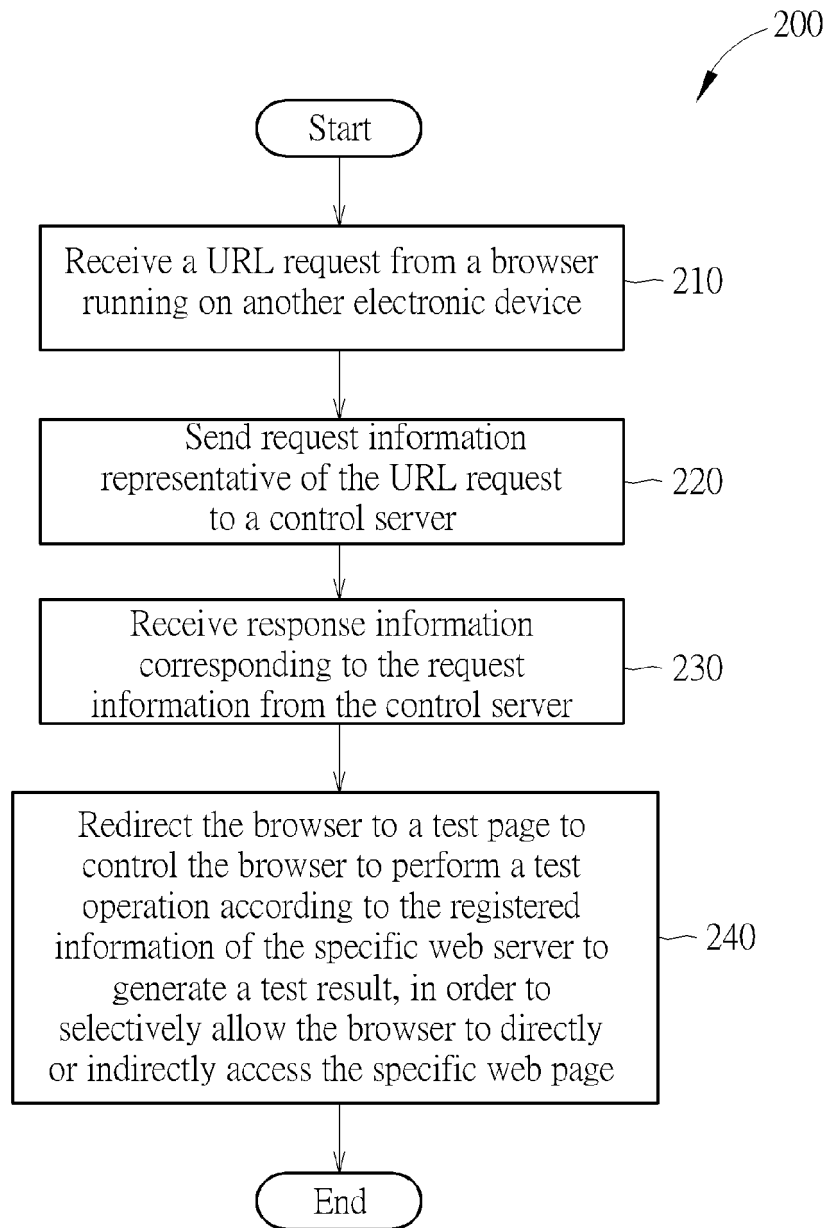 200
Start
Receive a URL request from a browser
running on another electronic device
210
Send request information
representative of the URL request
to a control server
220
Receive response information
corresponding to the request
information from the control server
230
Redirect the browser to a test page to
control the browser to perform a test
operation according to the registered
information of the specific web server to
generate a test result, in order to
selectively allow the browser to directly
or indirectly access the specific web page
240
End